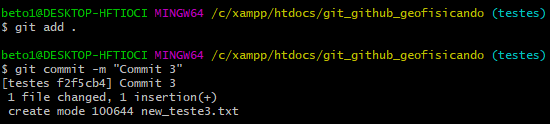 beto1@DESKTOP-HFTIOCI MINGW64 /c/xampp/htdocs/git_github_geofisicando (testes)
$ git add .
beto1@DESKTOP-HFTIOCI MINGW64 /c/xampp/htdocs/git_github_geofisicando (testes)
$ git commit -m "Commit 3"
[testes f2f5cb4] Commit 3
1 file changed, 1 insertion(+)
create mode 100644 new_teste3.txt